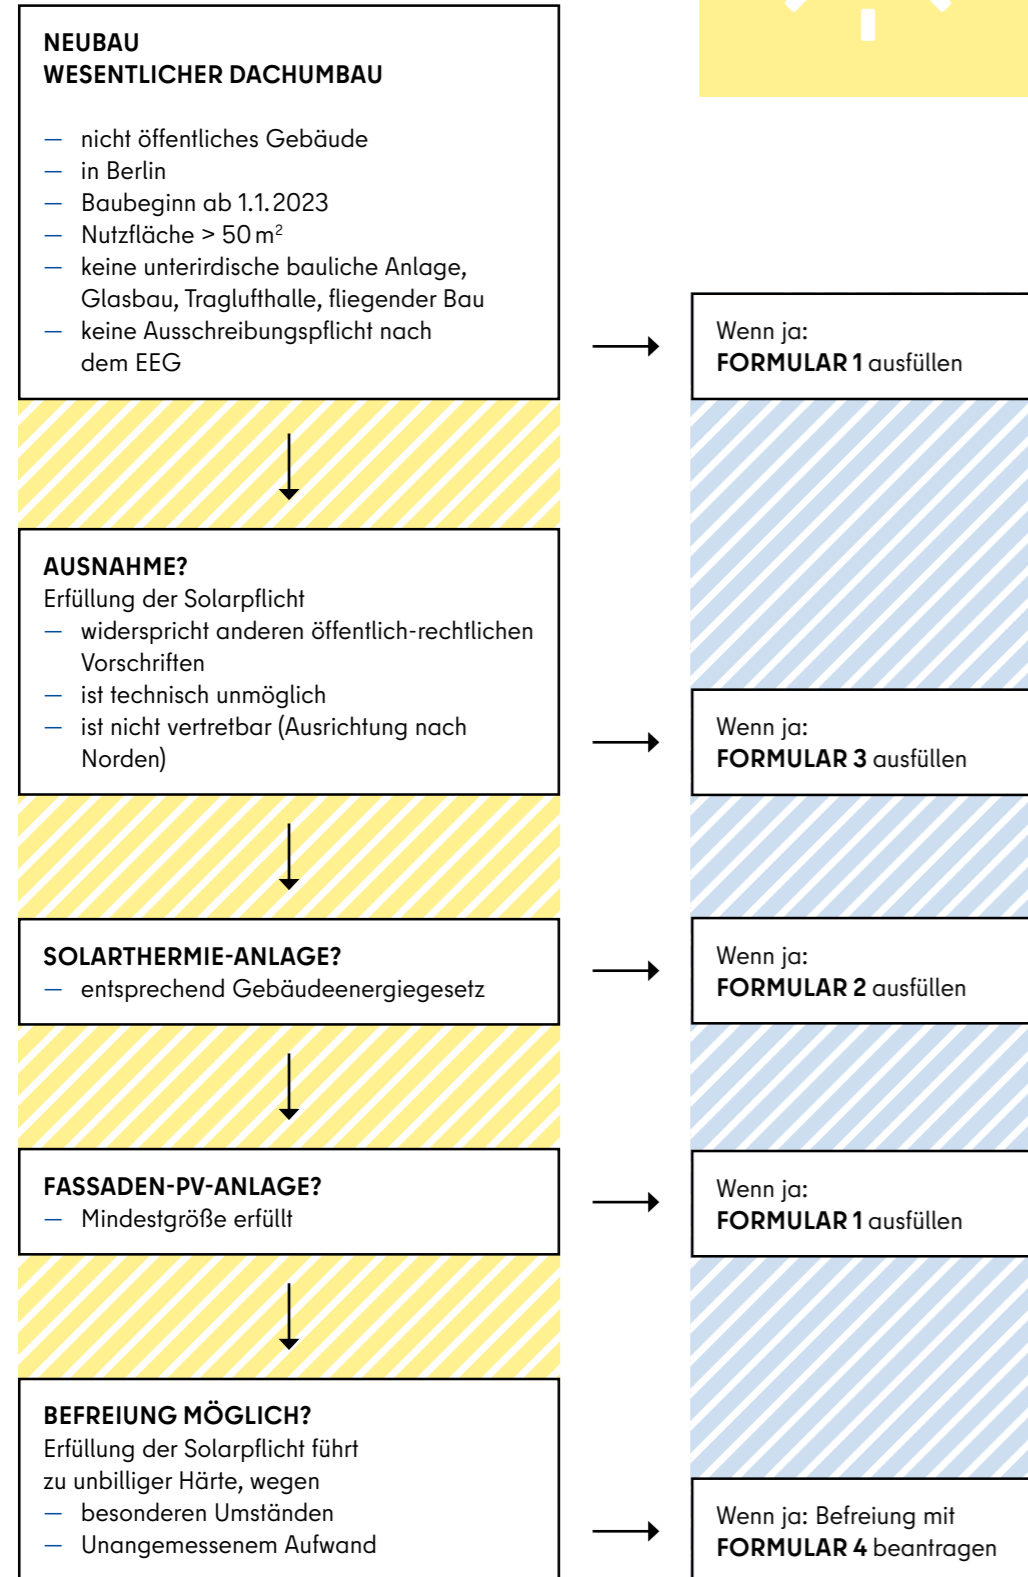 NEUBAU
WESENTLICHER DACHUMBAU
— nicht öffentliches Gebäude
— in Berlin
— Baubeginn ab 1.1.2023
— Nutzfläche > 50 m²
— keine unterirdische bauliche Anlage,
Glasbau, Traglufthalle, fliegender Bau
— keine Ausschreibungspflicht nach
dem EEG
Wenn ja:
FORMULAR 1 ausfüllen
AUSNAHME?
Erfüllung der Solarpflicht
— widerspricht anderen öffentlich-rechtlichen
Vorschriften
— ist technisch unmöglich
— ist nicht vertretbar (Ausrichtung nach
Norden)
Wenn ja:
FORMULAR 3 ausfüllen
SOLARTHERMIE-ANLAGE?
— entsprechend Gebäudeenergiegesetz
Wenn ja:
FORMULAR 2 ausfüllen
FASSADEN-PV-ANLAGE?
— Mindestgröße erfüllt
Wenn ja:
FORMULAR 1 ausfüllen
BEFREIUNG MÖGLICH?
Erfüllung der Solarpflicht führt
zu unbilliger Härte, wegen
— besonderen Umständen
— Unangemessenem Aufwand
Wenn ja: Befreiung mit
FORMULAR 4 beantragen